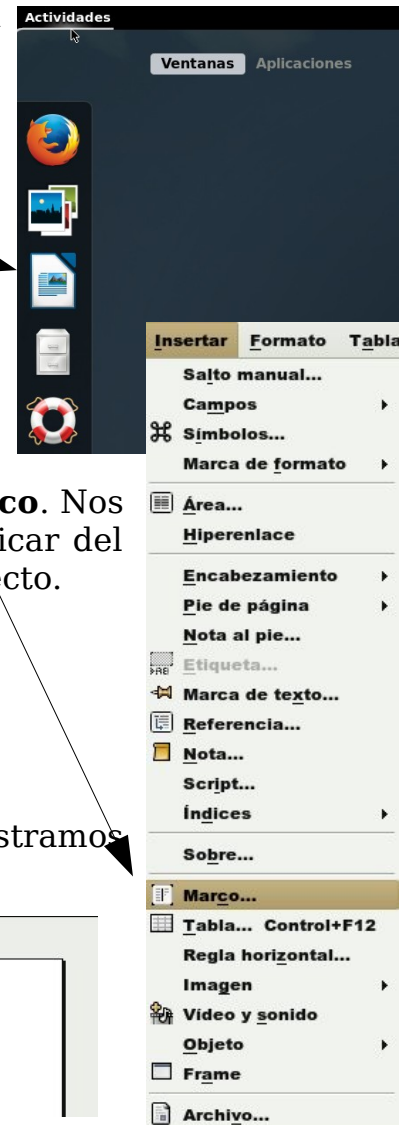 Actividades
Ventanas Aplicaciones
Insertar Formato Tabla
Salto manual...
Campos
Símbolos...
Marca de formato
Área...
Hiperenlace
Encabezamiento
Pie de página
Nota al pie...
Etiqueta...
Marca de texto...
Referencia...
Nota...
Script...
Índices
Sobre...
Marco...
Tabla... Control+F12
Regla horizontal...
Imagen
Vídeo y sonido
Objeto
Frame
Archivo...
co. Nos
icar del
ecto.
stramos